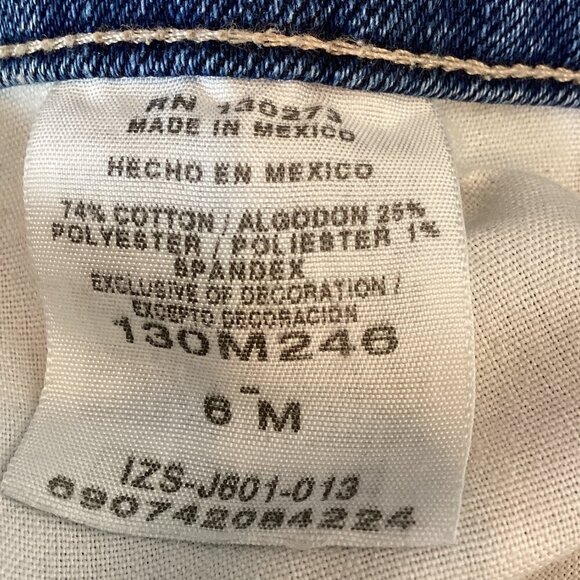 RN 140273
MADE IN MEXICO
HECHO EN MEXICO
74% COTTON/ALGODON 25%
POLYESTER/POLIESTER 1%
SPANDEX
EXCLUSIVE OF DECORATION/
EXCEPTO DECORACION
130M246
6-M
IZS-J601-013
690742084224